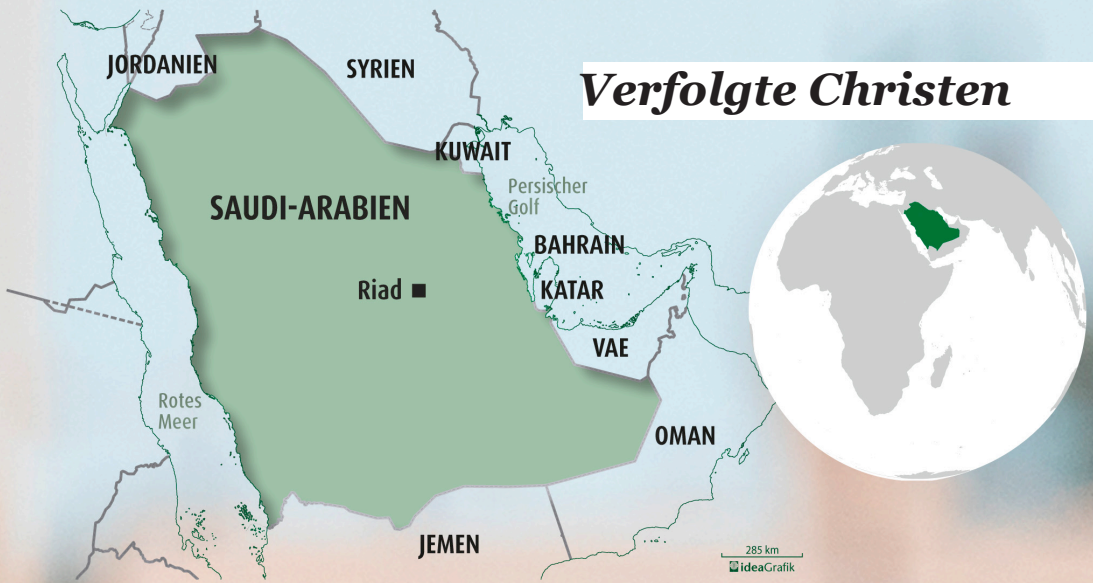 Verfolgte Christen
JORDANIEN
SYRIEN
KUWAIT
SAUDI-ARABIEN
Persischer
Golf
BAHRAIN
Riad
KATAR
VAE
Rotes
Meer
OMAN
JEMEN
285 km
ideaGrafik